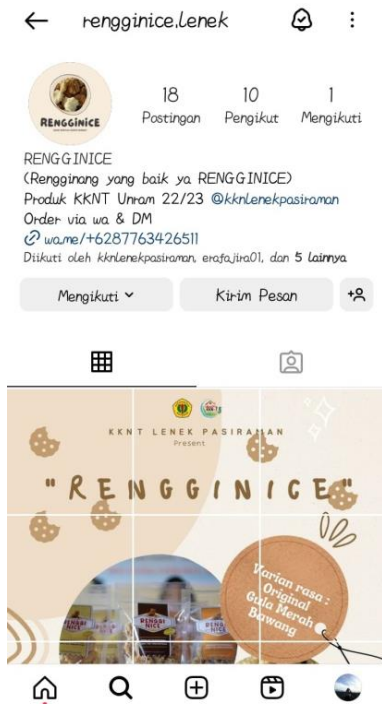 rengginice.lenek
RENGGINICE
18
Postingan
10
Pengikut
1
Mengikuti
RENGGINICE
(Rengginang yang baik ya RENGGINICE)
Produk KKNT Unram 22/23 @kknlenekpasiraman
Order via wa & DM
wa.me/+6287763426511
Diikuti oleh kknlenekpasiraman, erafajira01, dan 5 lainnya
Mengikuti
Kirim Pesan
KKNT LENEK PASIRAMAN
Present
"RENGGINICE"
Varian rasa :
Original
Gula Merah
Bawang
RENGGI
NICE